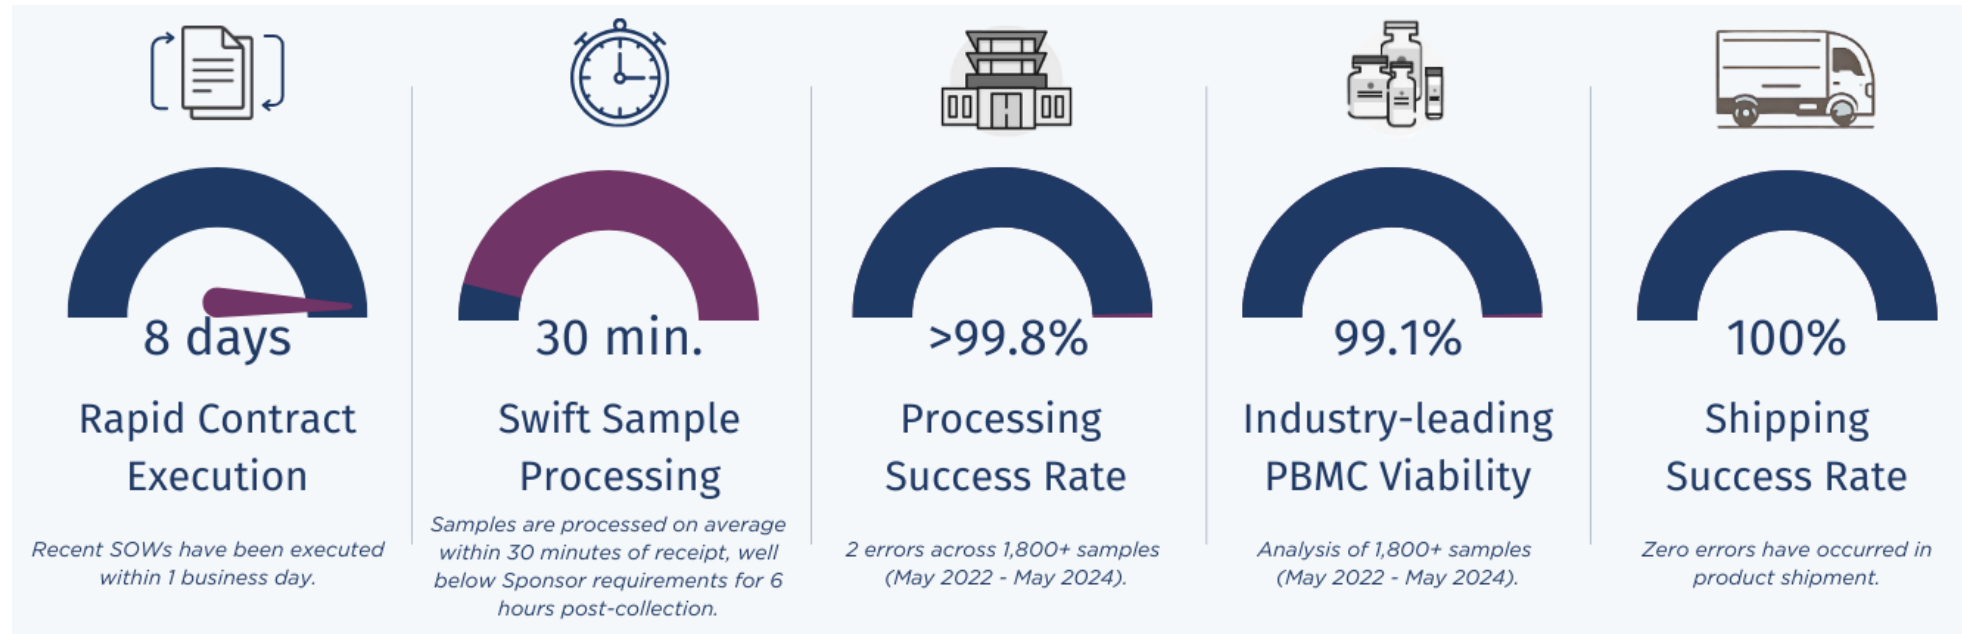 8 days
Rapid Contract
Execution
Recent SOWs have been executed
within 1 business day.
30 min.
Swift Sample
Processing
Samples are processed on average
within 30 minutes of receipt, well
below Sponsor requirements for 6
hours post-collection.
>99.8%
Processing
Success Rate
2 errors across 1,800+ samples
(May 2022 - May 2024).
99.1%
Industry-leading
PBMC Viability
Analysis of 1,800+ samples
(May 2022 - May 2024).
100%
Shipping
Success Rate
Zero errors have occurred in
product shipment.